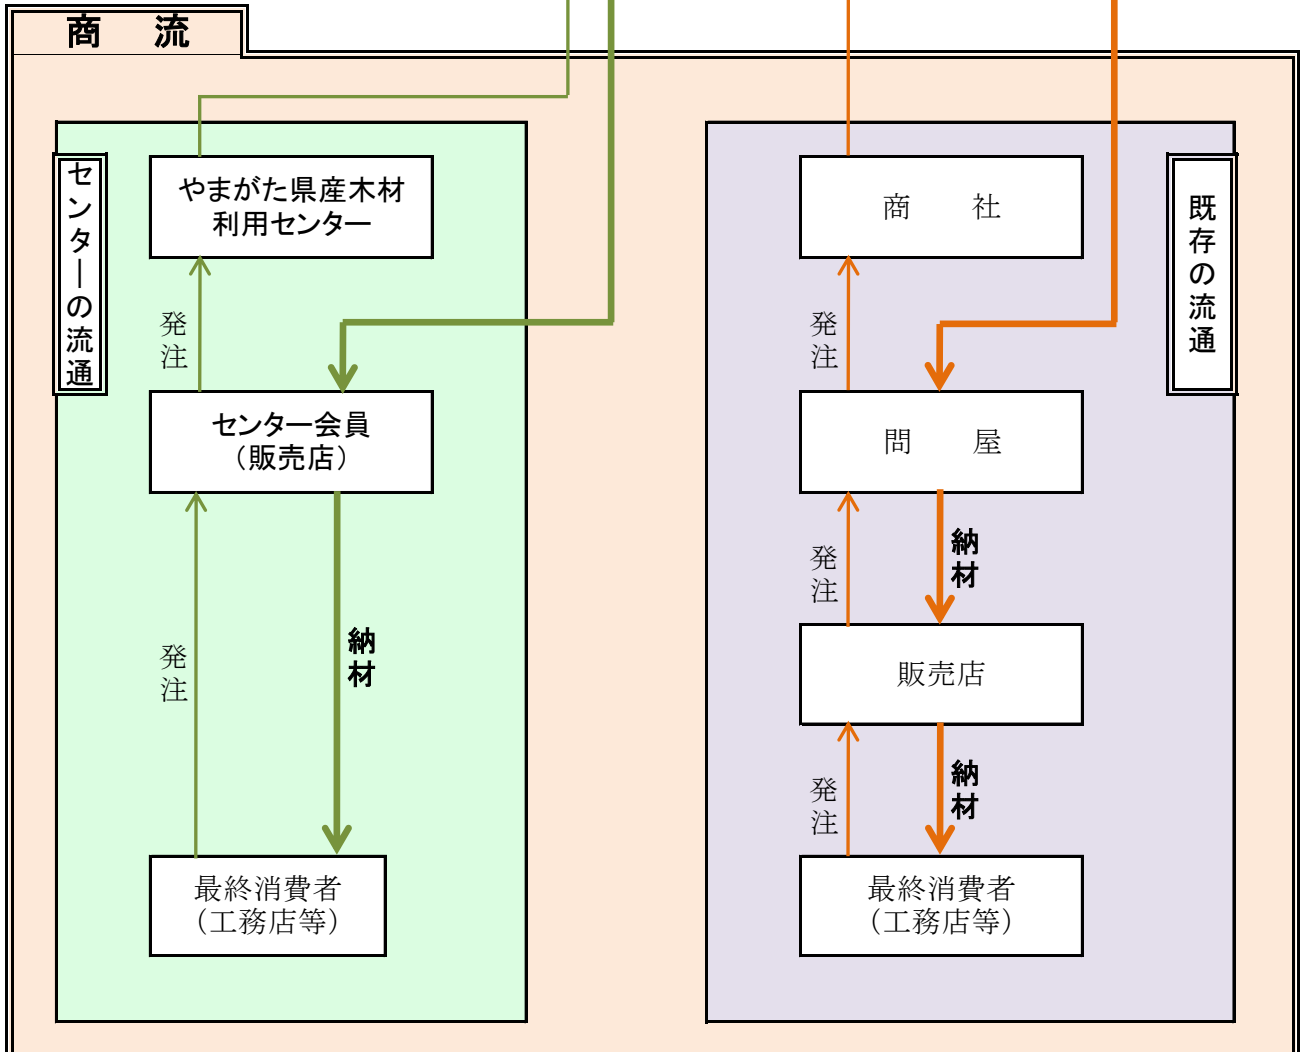 商　流
センターの流通
やまがた県産木材
利用センター
発注
センター会員
（販売店）
発注
納材
最終消費者
（工務店等）
既存の流通
商　社
発注
問　屋
発注
納材
販売店
発注
納材
最終消費者
（工務店等）